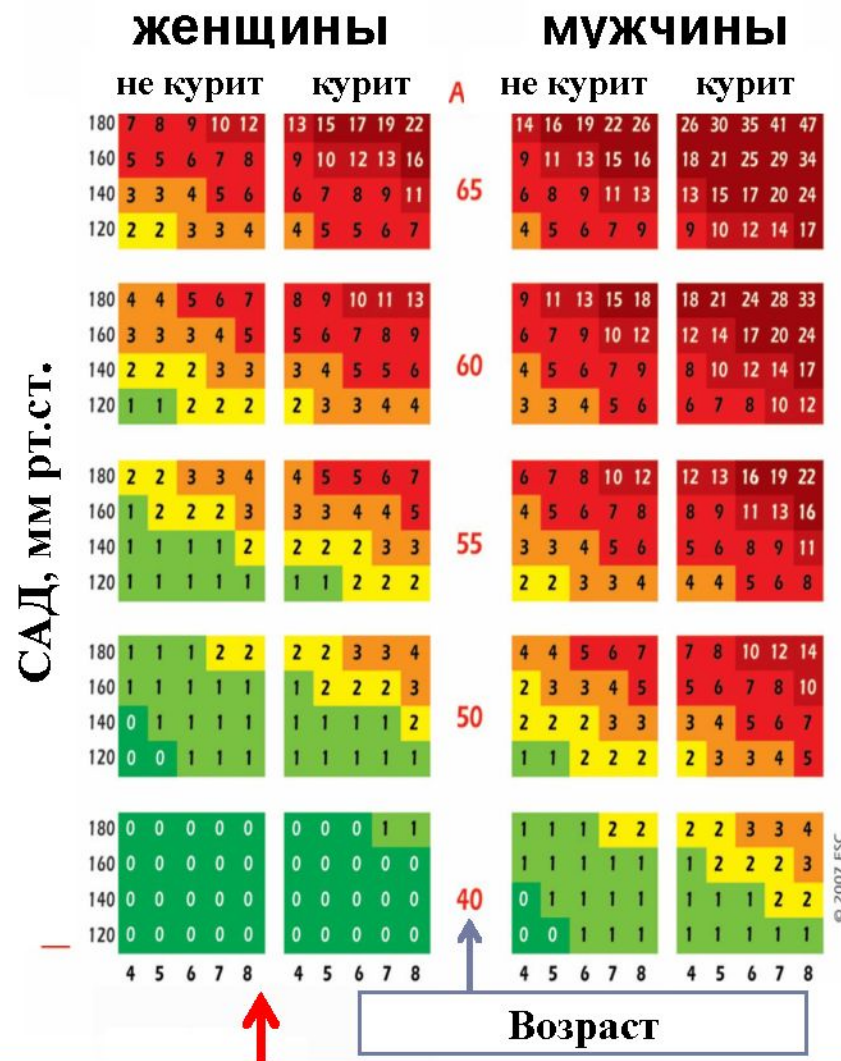 женщины мужчины
не курит курит А не курит курит
180 7 8 9 10 12 13 15 17 19 22 14 16 19 22 26 26 30 35 41 47
160 5 5 6 7 8 9 10 12 13 16 9 11 13 15 16 18 21 25 29 34
140 3 3 4 5 6 6 7 8 9 11 65 6 8 9 11 13 13 15 17 20 24
120 2 2 3 3 4 4 5 5 6 7 4 5 6 7 9 9 10 12 14 17
180 4 4 5 6 7 8 9 10 11 13 9 11 13 15 18 18 21 24 28 33
160 3 3 3 4 5 5 6 7 8 9 6 7 9 10 12 12 14 17 20 24
140 2 2 2 3 3 3 4 5 5 6 60 4 5 6 7 9 8 10 12 14 17
120 1 1 2 2 2 2 3 3 4 4 3 3 4 5 6 6 7 8 10 12
САД, мм рт.ст.
180 2 2 3 3 4 4 5 5 6 7 6 7 8 10 12 12 13 16 19 22
160 1 2 2 2 3 3 3 4 4 5 4 5 6 7 8 8 9 11 13 16
140 1 1 1 1 2 2 2 2 3 3 55 3 3 4 5 6 5 6 8 9 11
120 1 1 1 1 1 1 1 2 2 2 2 2 3 3 4 4 4 5 6 8
180 1 1 1 2 2 2 2 3 3 4 4 4 5 6 7 7 8 10 12 14
160 1 1 1 1 1 1 2 2 2 3 2 3 3 4 5 5 6 7 8 10
140 0 1 1 1 1 1 1 1 1 2 50 2 2 2 3 3 3 4 5 6 7
120 0 0 1 1 1 1 1 1 1 1 1 1 2 2 2 2 3 3 4 5
180 0 0 0 0 0 0 0 0 1 1 1 1 1 2 2 2 2 3 3 4
160 0 0 0 0 0 0 0 0 0 0 1 1 1 1 1 1 2 2 2 3
140 0 0 0 0 0 0 0 0 0 0 40 0 1 1 1 1 1 1 1 2 2
120 0 0 0 0 0 0 0 0 0 0 0 0 1 1 1 1 1 1 1 1
4 5 6 7 8 4 5 6 7 8 4 5 6 7 8 4 5 6 7 8
© 2007 ESC
Возраст